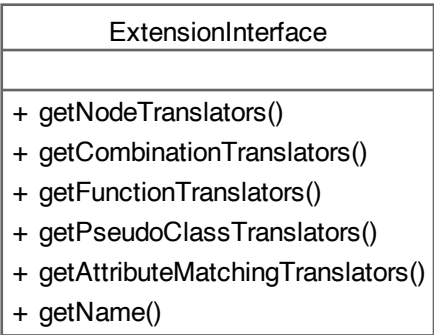 ExtensionInterface
+ getNodeTranslators()
+ getCombinationTranslators()
+ getFunctionTranslators()
+ getPseudoClassTranslators()
+ getAttributeMatchingTranslators()
+ getName()